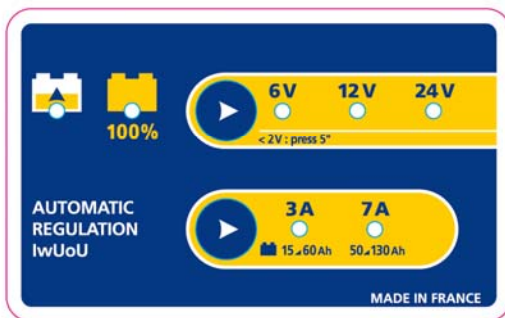 100%
6V 12V 24V
< 2V : press 5"
AUTOMATIC
REGULATION
IwUoU
3A 7A
15◢60Ah 50◢130Ah
MADE IN FRANCE